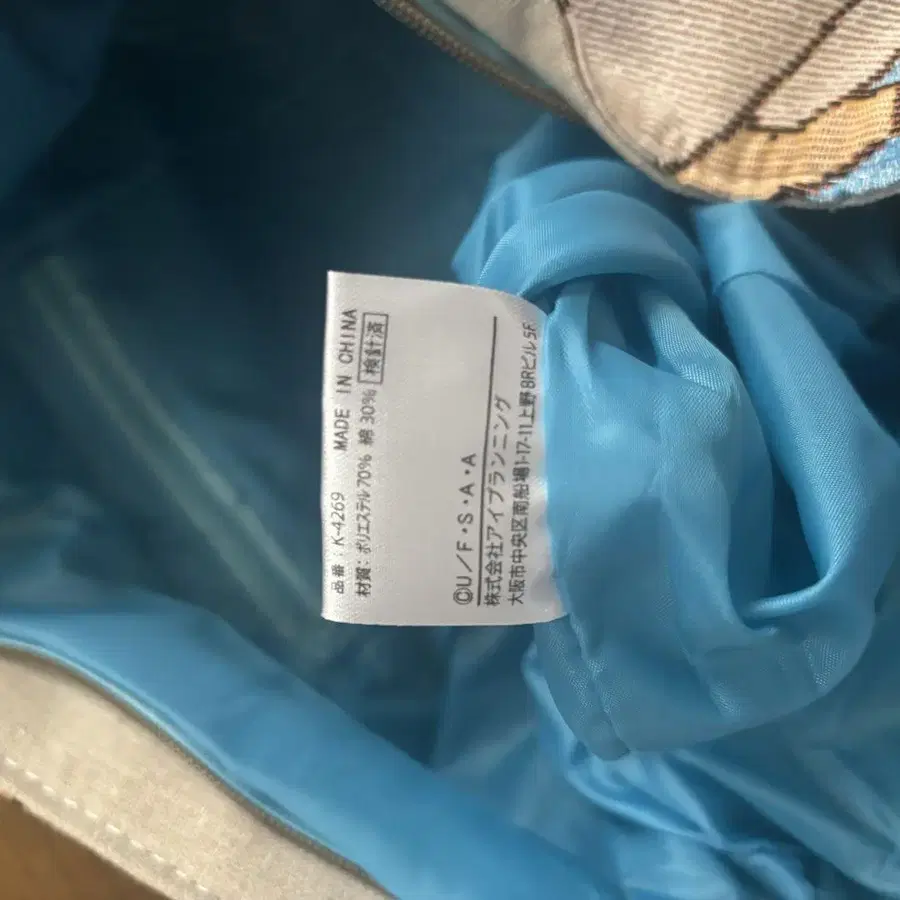 品番：K-4269 MADE IN CHINA
材質：ポリエステル70% 綿 30% 検針済
©U／F・S・A・A
株式会社アイプランニング
大阪市中央区南船場1-17-11上野BRビル5F